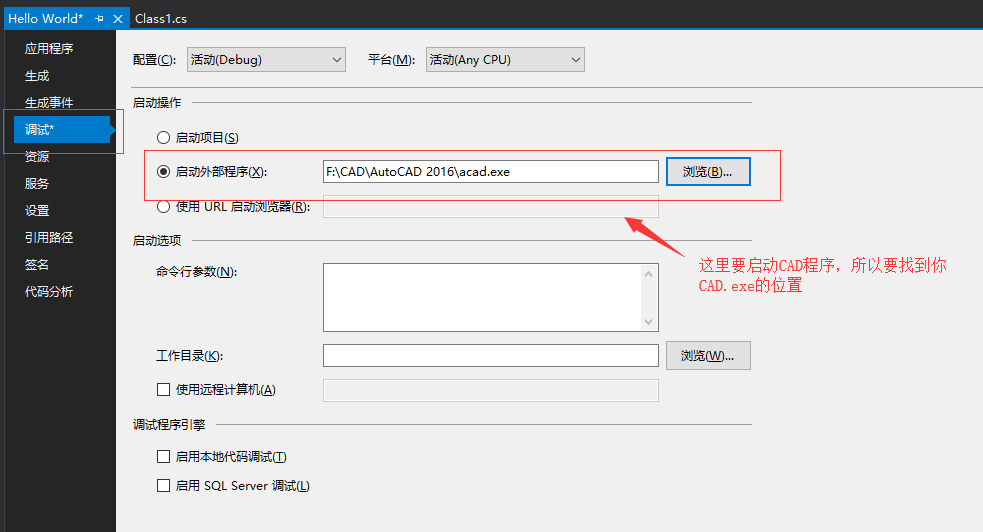 Hello World*
Class1.cs
应用程序
生成
生成事件
调试*
资源
服务
设置
引用路径
签名
代码分析
配置(C):
活动(Debug)
平台(M):
活动(Any CPU)
启动操作
启动项目(S)
启动外部程序(X):
F:\CAD\AutoCAD 2016\acad.exe
浏览(B)...
使用 URL 启动浏览器(R):
这里要启动CAD程序，所以要找到你
CAD.exe的位置
启动选项
命令行参数(N):
工作目录(K):
浏览(W)...
使用远程计算机(A)
调试程序引擎
启用本地代码调试(T)
启用 SQL Server 调试(L)